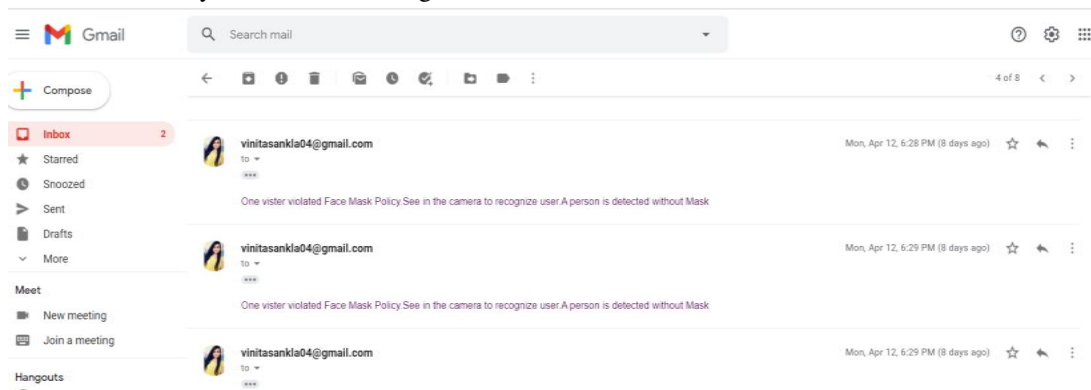 Gmail
Search mail
Compose
4 of 8
Inbox 2
Starred
Snoozed
Sent
Drafts
More
Meet
New meeting
Join a meeting
Hangouts
vinitasankla04@gmail.com Mon, Apr 12, 6:28 PM (8 days ago)
to
One vister violated Face Mask Policy.See in the camera to recognize user.A person is detected without Mask
vinitasankla04@gmail.com Mon, Apr 12, 6:29 PM (8 days ago)
to
One vister violated Face Mask Policy.See in the camera to recognize user.A person is detected without Mask
vinitasankla04@gmail.com Mon, Apr 12, 6:29 PM (8 days ago)
to